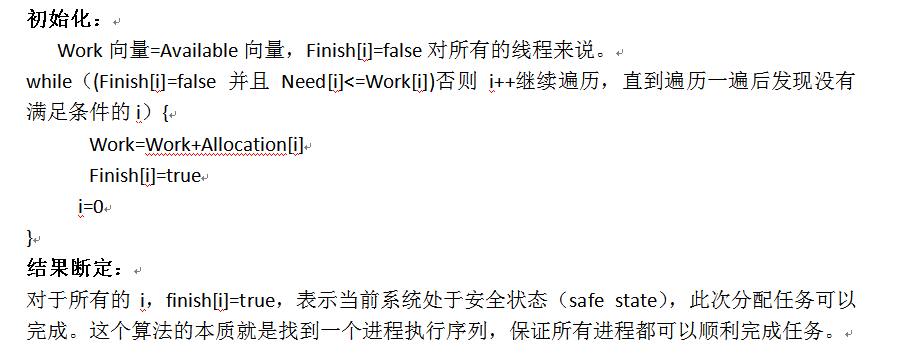 初始化：
Work 向量=Available 向量，Finish[i]=false 对所有的线程来说。
while（(Finish[i]=false 并且 Need[i]<=Work[i])否则 i++继续遍历，直到遍历一遍后发现没有
满足条件的 i）{
Work=Work+Allocation[i]
Finish[i]=true
i=0
}
结果断定：
对于所有的 i，finish[i]=true，表示当前系统处于安全状态（safe state），此次分配任务可以
完成。这个算法的本质就是找到一个进程执行序列，保证所有进程都可以顺利完成任务。